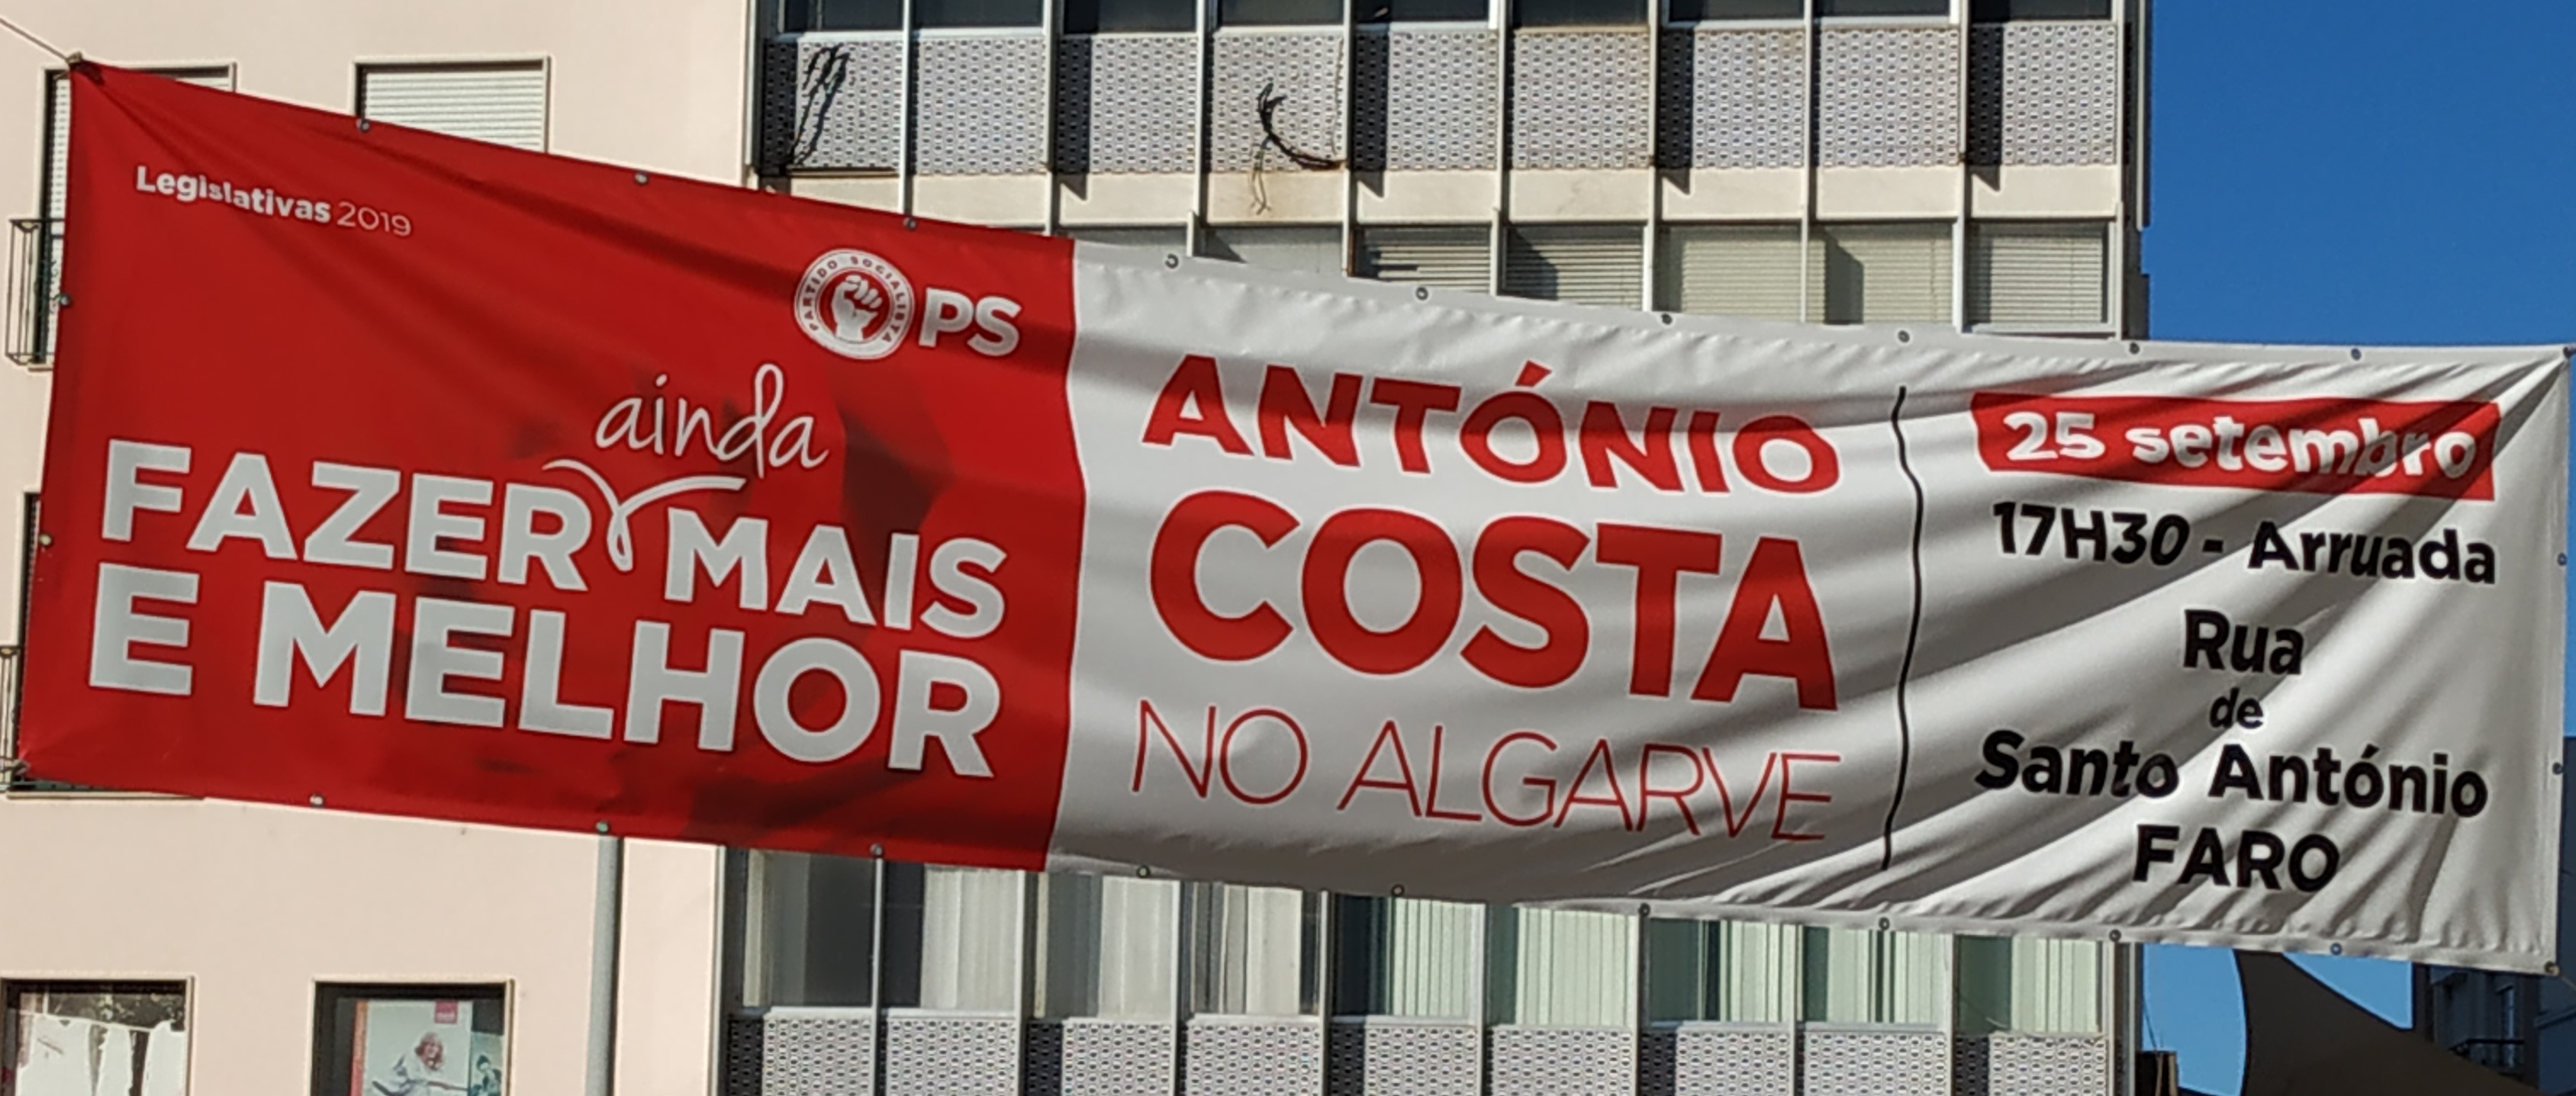 Legislativas 2019
PARTIDO SOCIALISTA
PS
ainda
FAZER MAIS
E MELHOR
ANTÓNIO
COSTA
NO ALGARVE
25 setembro
17H30 - Arruada
Rua
de
Santo António
FARO